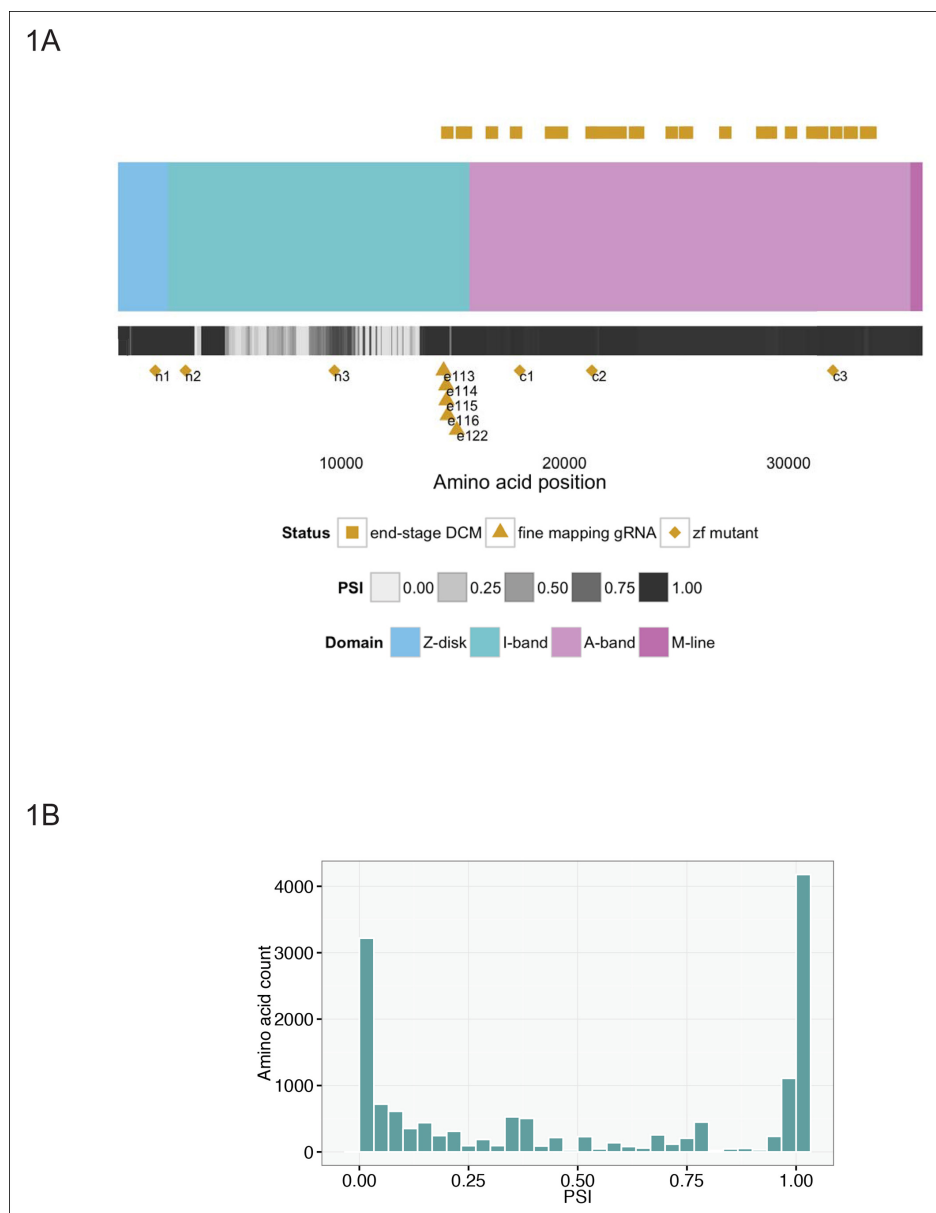 1A
n1 n2 n3 e113 c1 c2 c3
e114
e115
e116
e122
10000 20000 30000
Amino acid position
Status end-stage DCM fine mapping gRNA zf mutant
PSI 0.00 0.25 0.50 0.75 1.00
Domain Z-disk I-band A-band M-line
1B
Amino acid count
4000
3000
2000
1000
0
0.00 0.25 0.50 0.75 1.00
PSI